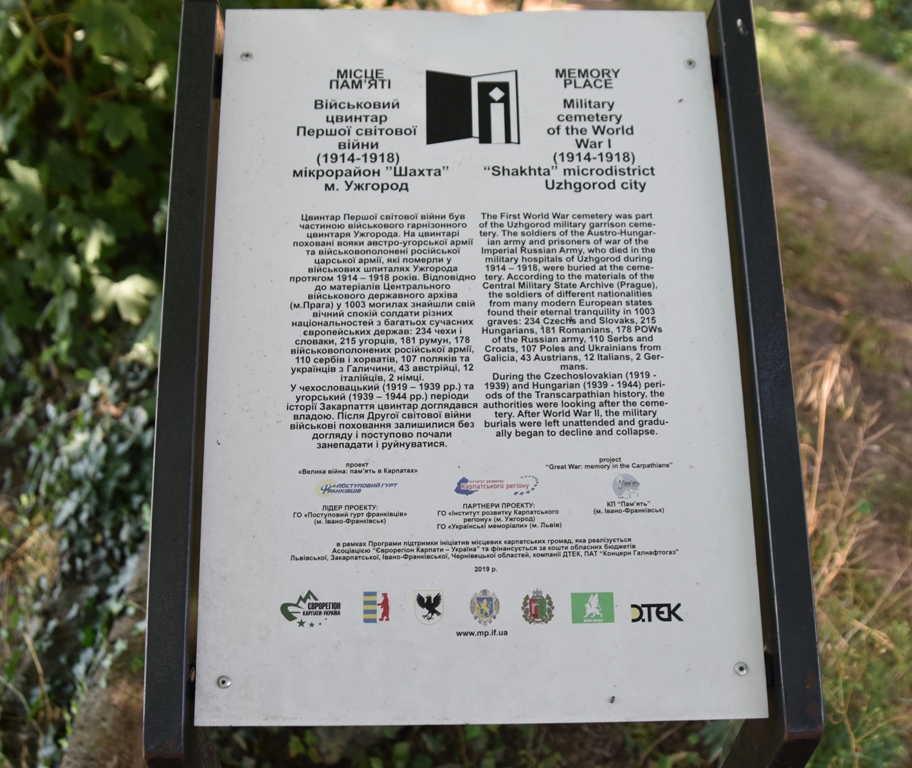 МІСЦЕ
ПАМ'ЯТІ
Військовий
цвинтар
Першої світової
війни
(1914-1918)
мікрорайон "Шахта"
м. Ужгород
MEMORY
PLACE
Military
cemetery
of the World
War I
(1914-1918)
"Shakhta" microdistrict
Uzhgorod city
Цвинтар Першої світової війни був
частиною військового гарнізонного
цвинтаря Ужгорода. На цвинтарі
поховані вояки австро-угорської армії
та військовополонені російської
царської армії, які померли у
військових шпиталях Ужгорода
протягом 1914 – 1918 років. Відповідно
до матеріалів Центрального
військового державного архіва
(м.Прага) у 1003 могилах знайшли свій
вічний спокій солдати різних
національностей з багатьох сучасних
європейських держав: 234 чехи і
словаки, 215 угорців, 181 румун, 178
військовополонених російської армії,
110 сербів і хорватів, 107 поляків та
українців з Галичини, 43 австрійці, 12
італійців, 2 німці.
У чехословацький (1919 – 1939 рр.) та
угорський (1939 – 1944 рр.) періоди
історії Закарпаття цвинтар доглядався
владою. Після Другої світової війни
військові поховання залишилися без
догляду і поступово почали
занепадати і руйнуватися.
The First World War cemetery was part
of the Uzhgorod military garrison ceme-
tery. The soldiers of the Austro-Hungar-
ian army and prisoners of war of the
Imperial Russian Army, who died in the
military hospitals of Uzhgorod during
1914 – 1918, were buried at the ceme-
tery. According to the materials of the
Central Military State Archive (Prague),
the soldiers of different nationalities
from many modern European states
found their eternal tranquility in 1003
graves: 234 Czechs and Slovaks, 215
Hungarians, 181 Romanians, 178 POWs
of the Russian army, 110 Serbs and
Croats, 107 Poles and Ukrainians from
Galicia, 43 Austrians, 12 Italians, 2 Ger-
mans.
During the Czechoslovakian (1919 -
1939) and Hungarian (1939 - 1944) peri-
ods of the Transcarpathian history, the
authorities were looking after the ceme-
tery. After World War II, the military
burials were left unattended and gradu-
ally began to decline and collapse.
проект
«Велика війна: пам'ять в Карпатах»
project
"Great War: memory in the Carpathians"
ПОСТУПОВИЙ ГУРТ
ФРАНКІВЦІВ
Інститут розвитку
Карпатського регіону
Пам'ять
ЛІДЕР ПРОЕКТУ:
ГО «Поступовий гурт франківців»
(м. Івано-Франківськ)
ПАРТНЕРИ ПРОЕКТУ:
ГО «Інститут розвитку Карпатського
регіону» (м. Ужгород)
ГО «Українські меморіали» (м. Львів)
КП "Пам'ять"
(м. Івано-Франківськ)
в рамках Програми підтримки ініціатив місцевих карпатських громад, яка реалізується
Асоціацією "Єврорегіон Карпати – Україна" та фінансується за кошти обласних бюджетів
Львівської, Закарпатської, Івано-Франківської, Чернівецької областей, компанії ДТЕК, ПАТ "Концерн Галнафтогаз"
2019 р.
ЄВРОРЕГІОН
КАРПАТИ-УКРАЇНА
D.TEK
www.mp.if.ua